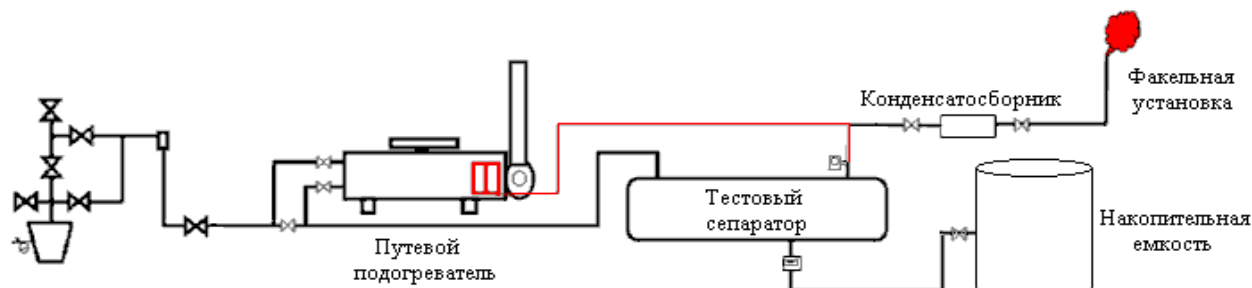 Факельная
установка
Конденсатосборник
Тестовый
сепаратор
Накопительная
емкость
Путевой
подогреватель